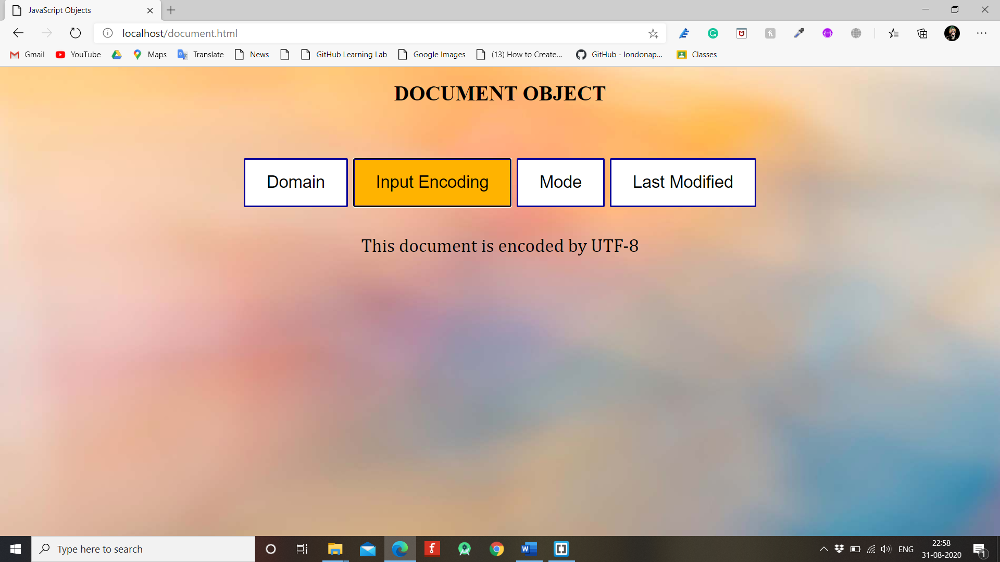 JavaScript Objects
localhost/document.html
Gmail YouTube Maps Translate News GitHub Learning Lab Google Images (13) How to Create... GitHub - londonap... Classes
DOCUMENT OBJECT
Domain Input Encoding Mode Last Modified
This document is encoded by UTF-8
Type here to search
ENG
22:58
31-08-2020
1